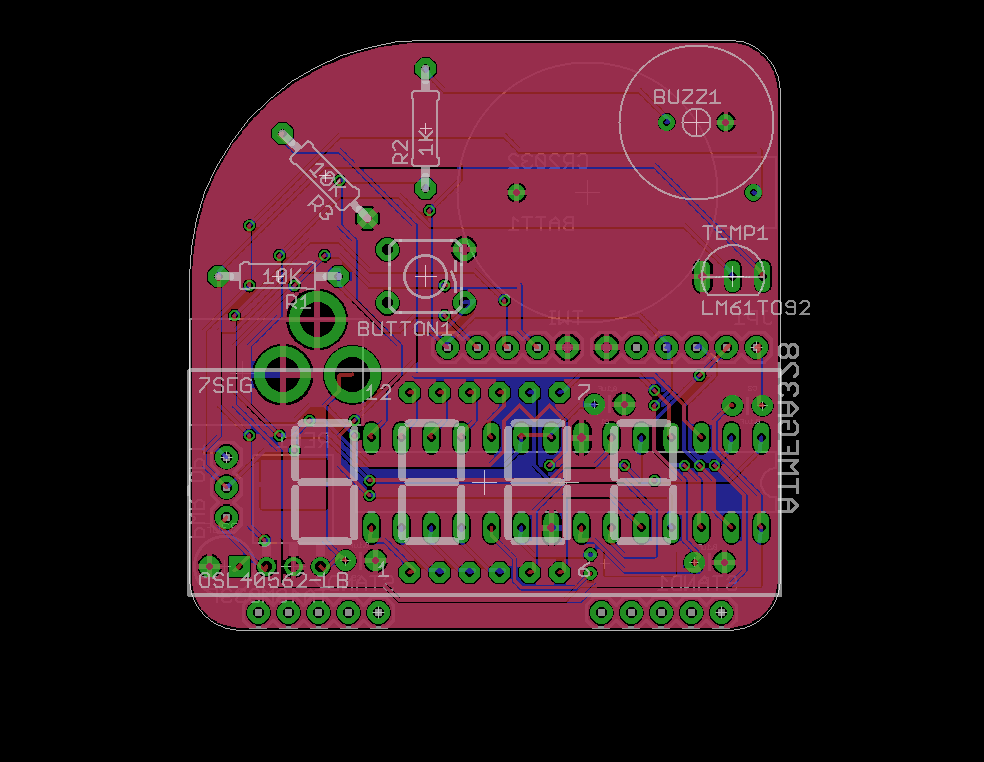 BUZZ1
R2
1K
CR2032
10K
R3
BATT1
TEMP1
10K
R1
LM61TO92
BUTTON1
7SEG
12
7
ATMEGA328
1
6
OSL40562-LB
STAND1